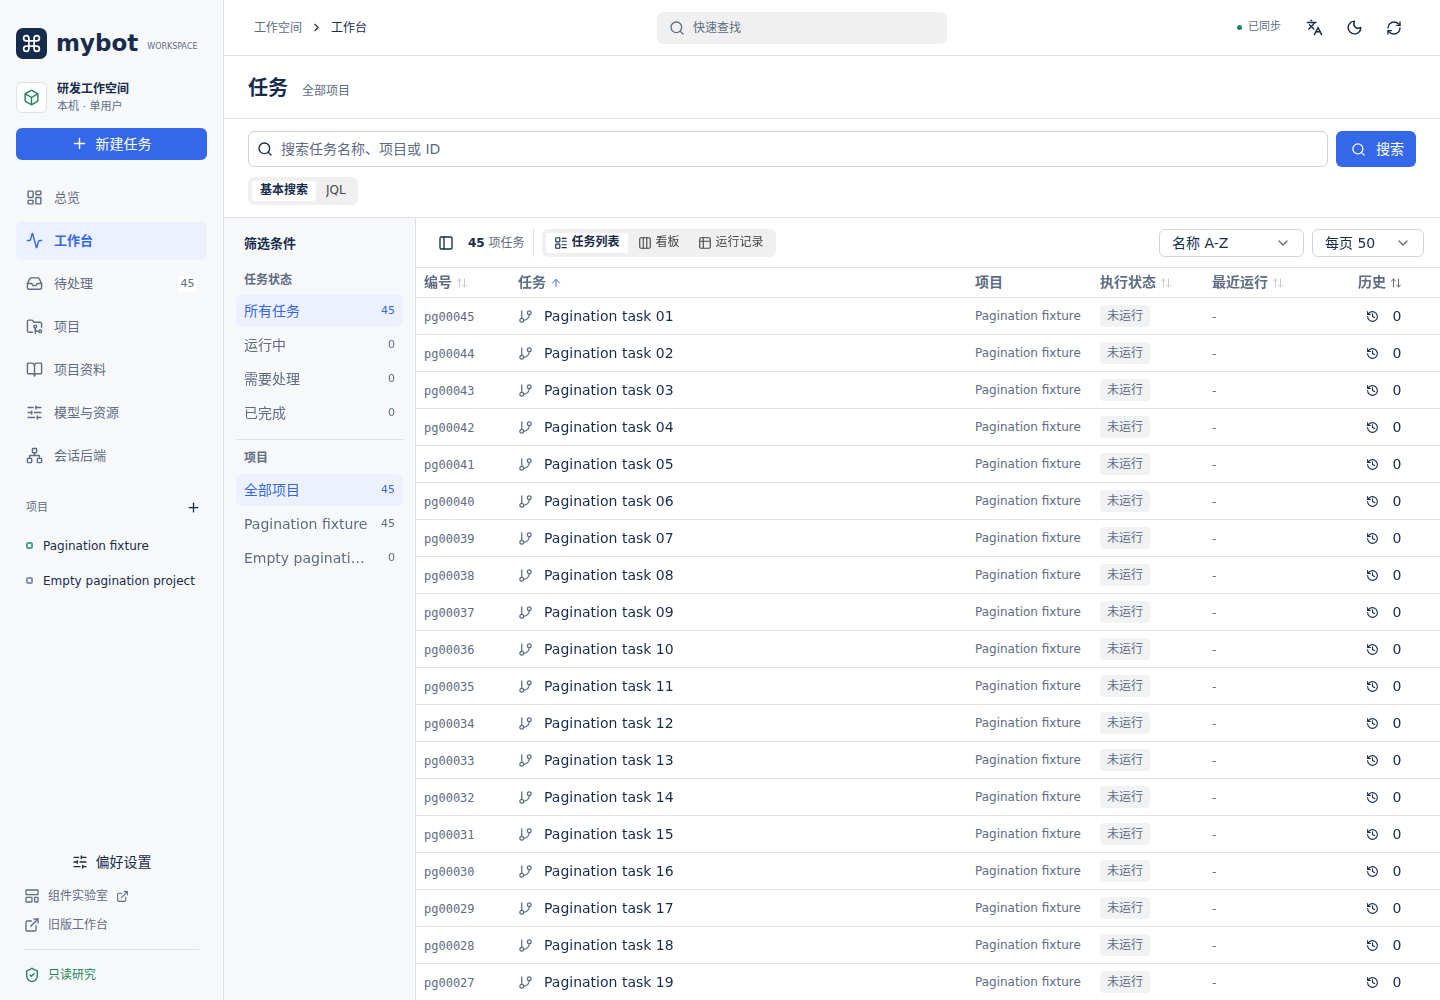 mybot WORKSPACE
研发工作空间
本机 · 单用户
新建任务
总览
工作台
待处理 45
项目
项目资料
模型与资源
会话后端
项目
Pagination fixture
Empty pagination project
偏好设置
组件实验室
旧版工作台
只读研究
工作空间 工作台
快速查找
已同步
任务 全部项目
搜索任务名称、项目或 ID
搜索
基本搜索 JQL
筛选条件
任务状态
所有任务 45
运行中 0
需要处理 0
已完成 0
项目
全部项目 45
Pagination fixture 45
Empty paginati... 0
45 项任务 任务列表 看板 运行记录 名称 A-Z 每页 50
编号 任务 项目 执行状态 最近运行 历史
pg00045 Pagination task 01 Pagination fixture 未运行 - 0
pg00044 Pagination task 02 Pagination fixture 未运行 - 0
pg00043 Pagination task 03 Pagination fixture 未运行 - 0
pg00042 Pagination task 04 Pagination fixture 未运行 - 0
pg00041 Pagination task 05 Pagination fixture 未运行 - 0
pg00040 Pagination task 06 Pagination fixture 未运行 - 0
pg00039 Pagination task 07 Pagination fixture 未运行 - 0
pg00038 Pagination task 08 Pagination fixture 未运行 - 0
pg00037 Pagination task 09 Pagination fixture 未运行 - 0
pg00036 Pagination task 10 Pagination fixture 未运行 - 0
pg00035 Pagination task 11 Pagination fixture 未运行 - 0
pg00034 Pagination task 12 Pagination fixture 未运行 - 0
pg00033 Pagination task 13 Pagination fixture 未运行 - 0
pg00032 Pagination task 14 Pagination fixture 未运行 - 0
pg00031 Pagination task 15 Pagination fixture 未运行 - 0
pg00030 Pagination task 16 Pagination fixture 未运行 - 0
pg00029 Pagination task 17 Pagination fixture 未运行 - 0
pg00028 Pagination task 18 Pagination fixture 未运行 - 0
pg00027 Pagination task 19 Pagination fixture 未运行 - 0